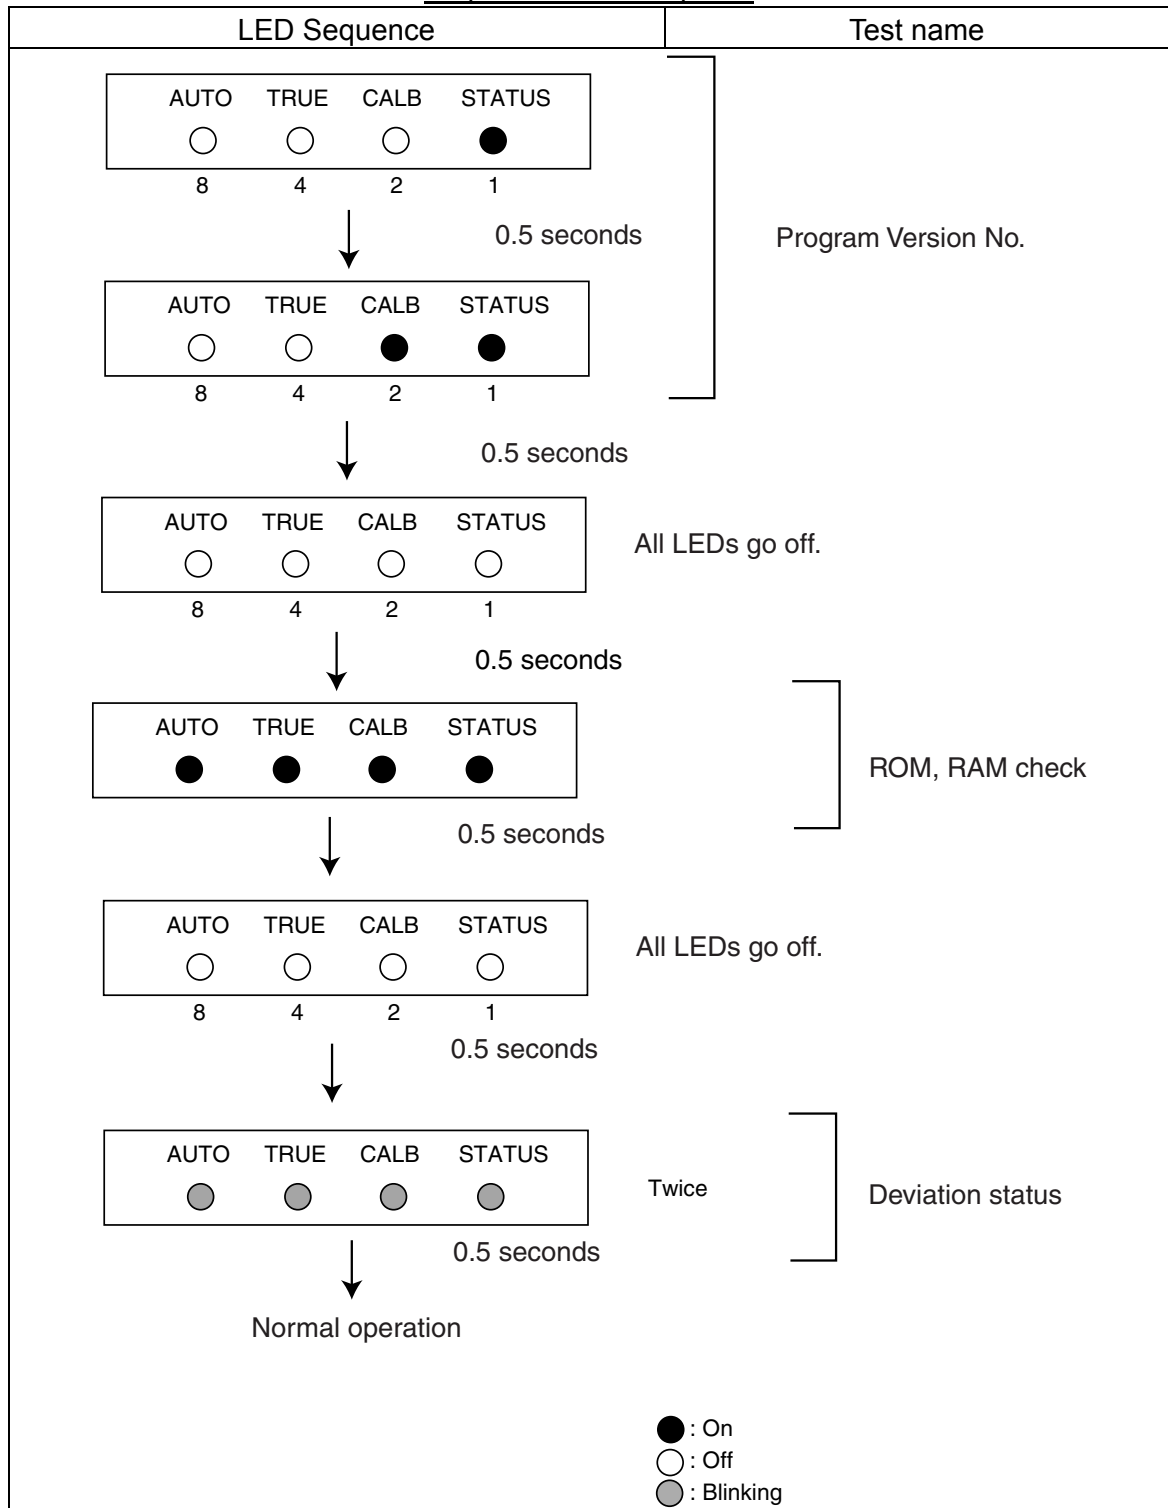 LED Sequence Test name
AUTO TRUE CALB STATUS
8 4 2 1
0.5 seconds Program Version No.
AUTO TRUE CALB STATUS
8 4 2 1
0.5 seconds
AUTO TRUE CALB STATUS
All LEDs go off.
8 4 2 1
0.5 seconds
AUTO TRUE CALB STATUS
ROM, RAM check
0.5 seconds
AUTO TRUE CALB STATUS
All LEDs go off.
8 4 2 1
0.5 seconds
AUTO TRUE CALB STATUS
Twice Deviation status
0.5 seconds
Normal operation
: On
: Off
: Blinking